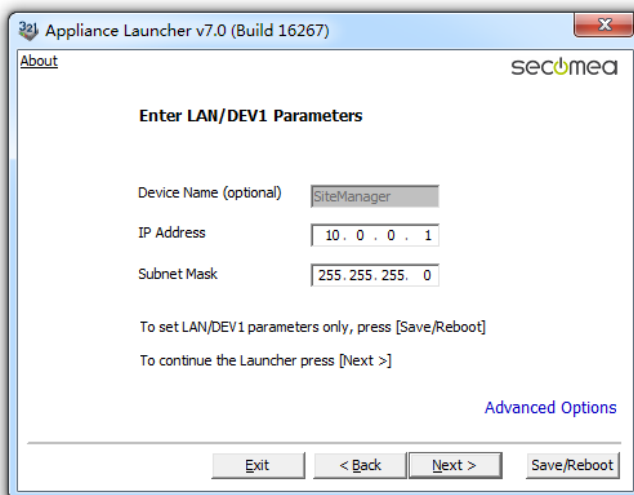 Appliance Launcher v7.0 (Build 16267)
About
secomea
Enter LAN/DEV1 Parameters
Device Name (optional) SiteManager
IP Address 10. 0 . 0 . 1
Subnet Mask 255.255.255. 0
To set LAN/DEV1 parameters only, press [Save/Reboot]
To continue the Launcher press [Next >]
Advanced Options
Exit < Back Next > Save/Reboot